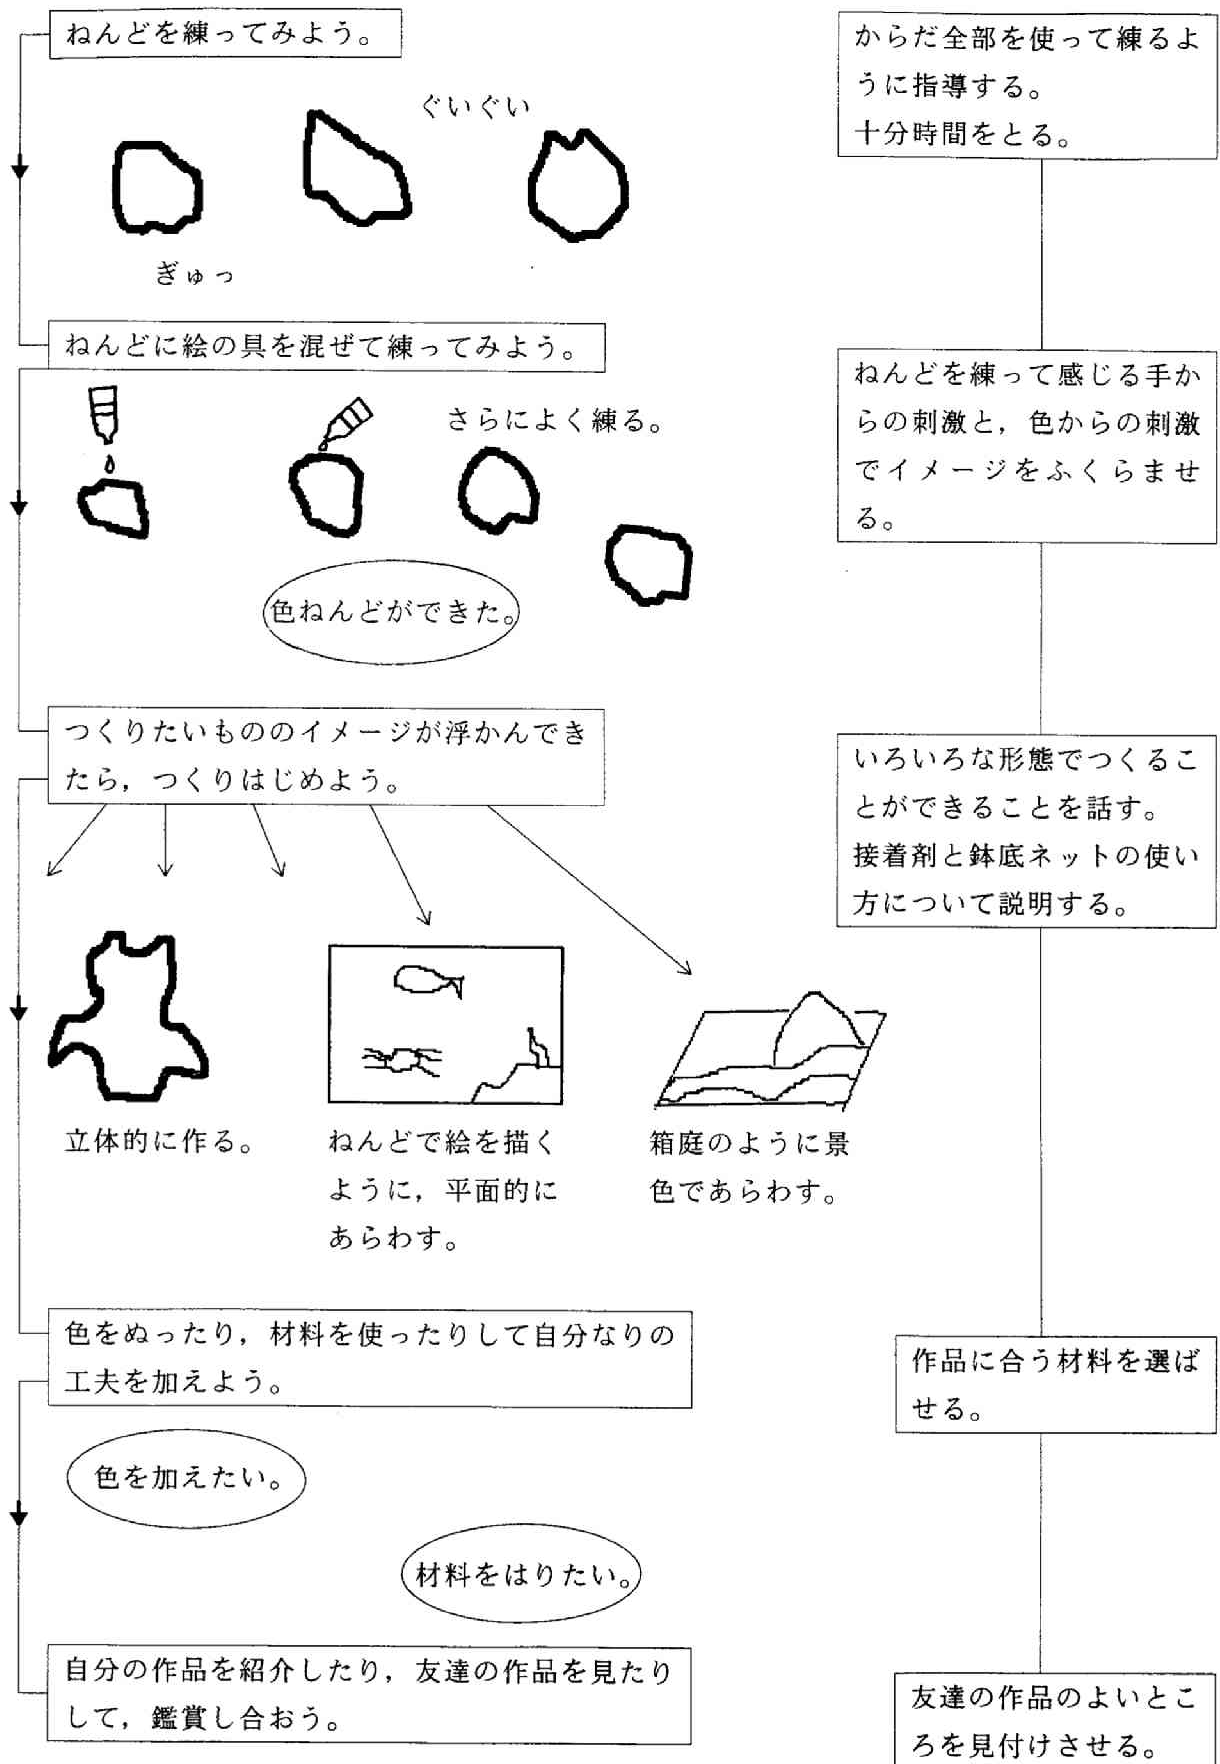 ねんどを練ってみよう。
ぐいぐい
ぎゅっ
からだ全部を使って練るよ
うに指導する。
十分時間をとる。
ねんどに絵の具を混ぜて練ってみよう。
さらによく練る。
色ねんどができた。
ねんどを練って感じる手か
らの刺激と，色からの刺激
でイメージをふくらませ
る。
つくりたいもののイメージが浮かんでき
たら，つくりはじめよう。
いろいろな形態でつくるこ
とができることを話す。
接着剤と鉢底ネットの使い
方について説明する。
立体的に作る。
ねんどで絵を描く
ように，平面的に
あらわす。
箱庭のように景
色であらわす。
色をぬったり，材料を使ったりして自分なりの
工夫を加えよう。
作品に合う材料を選ば
せる。
色を加えたい。
材料をはりたい。
自分の作品を紹介したり，友達の作品を見たり
して，鑑賞し合おう。
友達の作品のよいとこ
ろを見付けさせる。